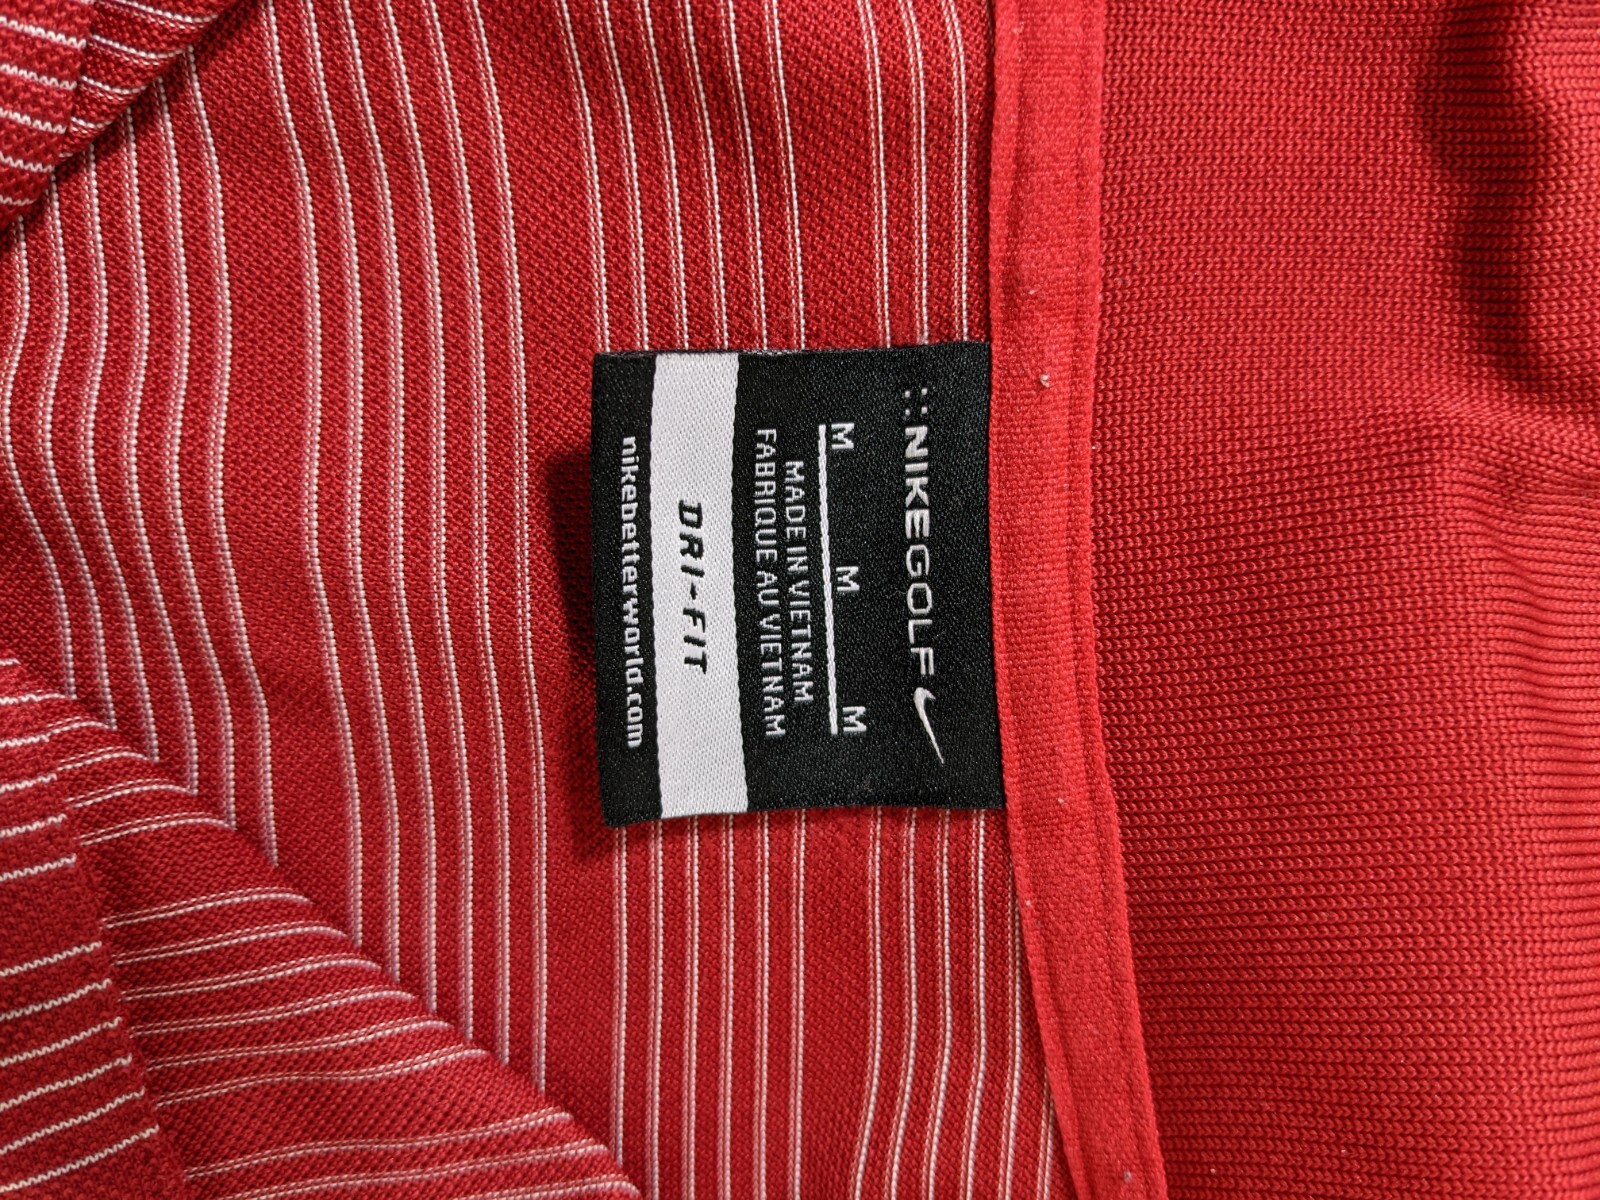 NIKEGOLF
M M M
MADE IN VIETNAM
FABRIQUE AU VIETNAM
DRI-FIT
nikebetterworld.com